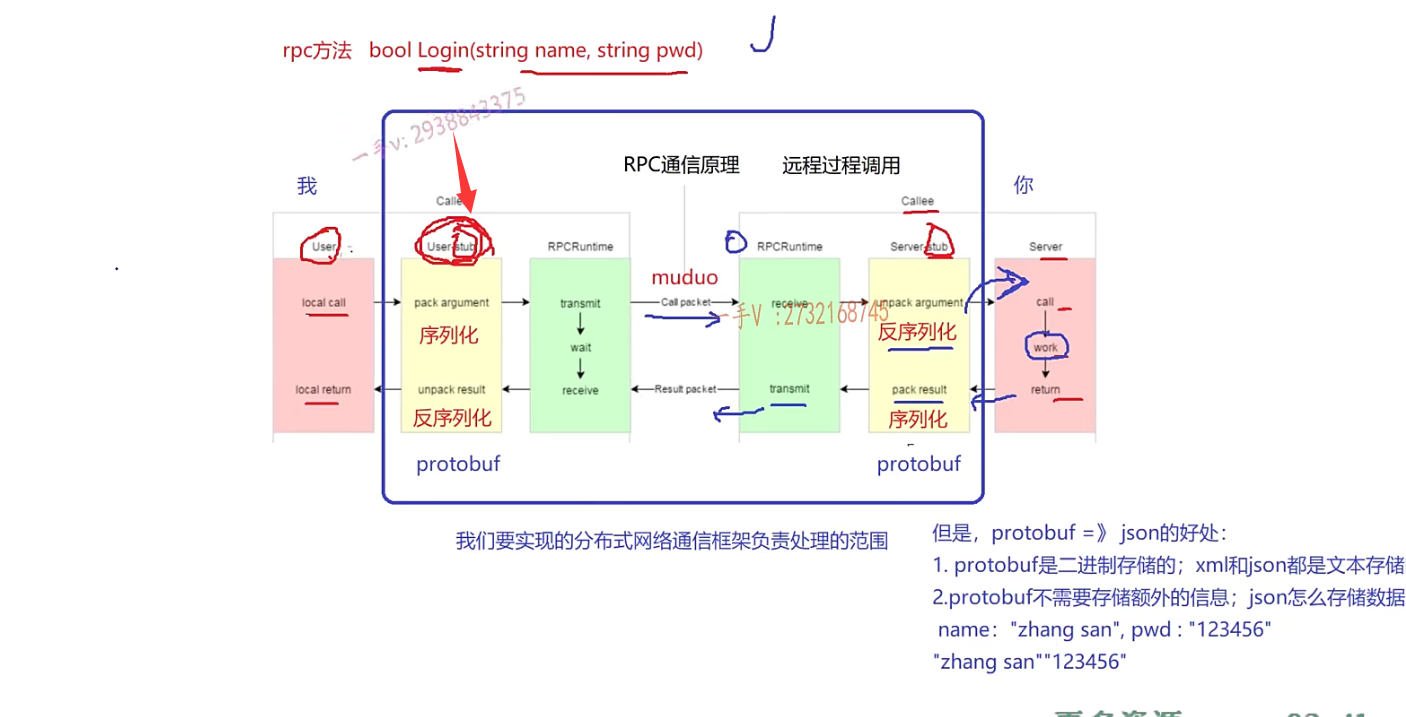 rpc方法 bool Login(string name, string pwd)
一手v: 2938843375
RPC通信原理 远程过程调用
我
你
Callee
User
User-stub
RPCRuntime
RPCRuntime
Server-stub
Server
muduo
local call
pack argument
transmit
Call packet
receive
unpack argument
call
一手V :2732168745
序列化
wait
反序列化
work
local return
unpack result
receive
Result packet
transmit
pack result
return
反序列化
序列化
protobuf
protobuf
我们要实现的分布式网络通信框架负责处理的范围
但是，protobuf =》 json的好处：
1. protobuf是二进制存储的；xml和json都是文本存储
2.protobuf不需要存储额外的信息；json怎么存储数据
name："zhang san", pwd : "123456"
"zhang san""123456"